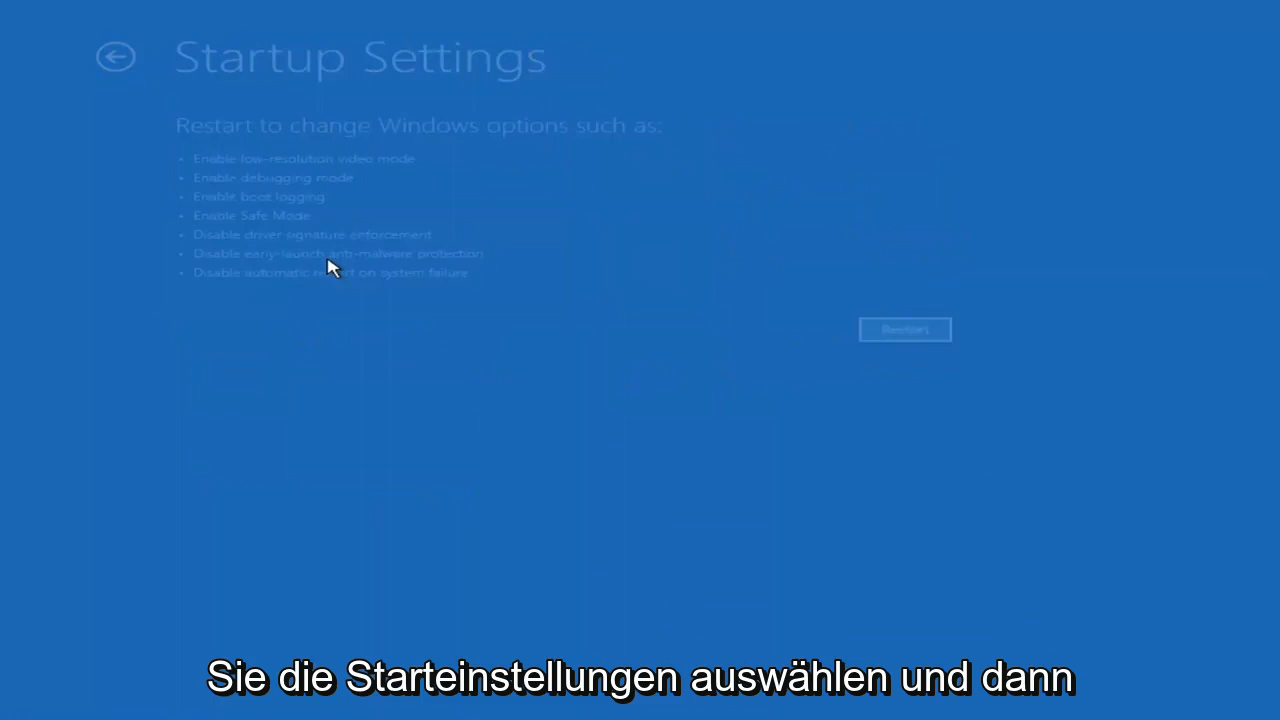 Startup Settings
Restart to change Windows options such as:
• Enable low-resolution video mode
• Enable debugging mode
• Enable boot logging
• Enable Safe Mode
• Disable driver signature enforcement
• Disable early-launch anti-malware protection
• Disable automatic restart on system failure
Restart
Sie die Starteinstellungen auswählen und dann